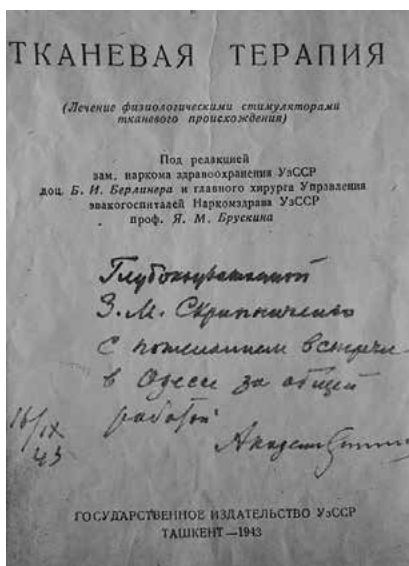 ТКАНЕВАЯ ТЕРАПИЯ
(Лечение физиологическими стимуляторами
тканевого происхождения)
Под редакцией
зам. наркома здравоохранения УзССР
доц. Б. И. Берлинера и главного хирурга Управления
эвакогоспиталей Наркомздрава УзССР
проф. Я. М. Брускина
Глубокоуважаемой
З. М. Скрипниченко
с пожеланием встречи
в Одессе за общей
работой
16/IX
43
ГОСУДАРСТВЕННОЕ ИЗДАТЕЛЬСТВО УзССР
ТАШКЕНТ—1943